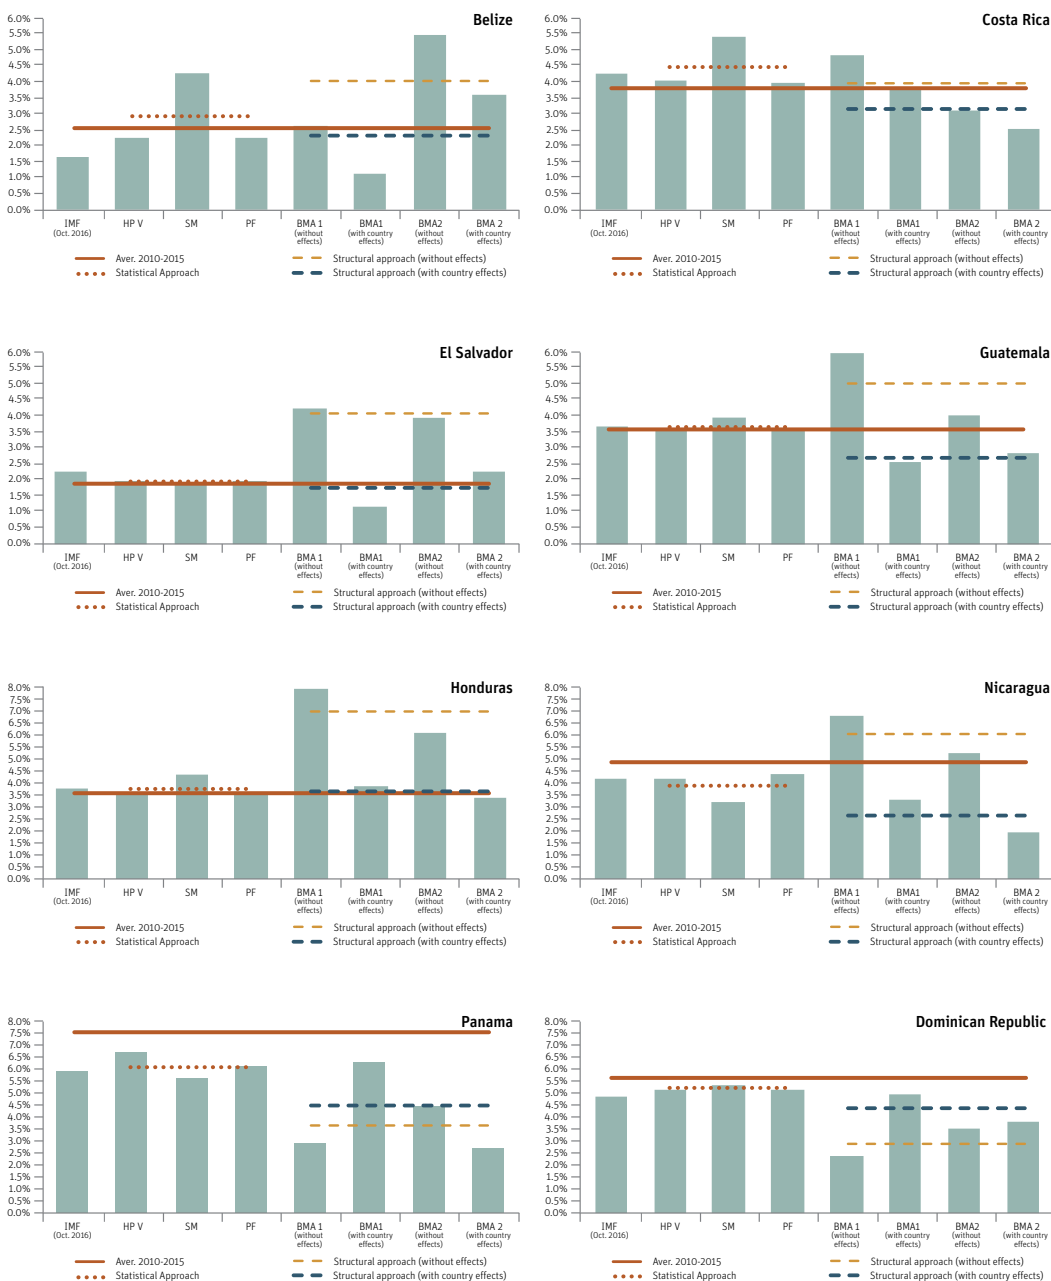 Belize
6.0%
5.5%
5.0%
4.5%
4.0%
3.5%
3.0%
2.5%
2.0%
1.5%
1.0%
0.5%
0.0%
IMF HP V SM PF BMA 1 BMA1 BMA2 BMA 2
(Oct. 2016) (without (with country (without (with country
effects) effects) effects) effects)
Aver. 2010-2015 Structural approach (without effects)
Statistical Approach Structural approach (with country effects)
Costa Rica
6.0%
5.5%
5.0%
4.5%
4.0%
3.5%
3.0%
2.5%
2.0%
1.5%
1.0%
0.5%
0.0%
IMF HP V SM PF BMA 1 BMA1 BMA2 BMA 2
(Oct. 2016) (without (with country (without (with country
effects) effects) effects) effects)
Aver. 2010-2015 Structural approach (without effects)
Statistical Approach Structural approach (with country effects)
El Salvador
6.0%
5.5%
5.0%
4.5%
4.0%
3.5%
3.0%
2.5%
2.0%
1.5%
1.0%
0.5%
0.0%
IMF HP V SM PF BMA 1 BMA1 BMA2 BMA 2
(Oct. 2016) (without (with country (without (with country
effects) effects) effects) effects)
Aver. 2010-2015 Structural approach (without effects)
Statistical Approach Structural approach (with country effects)
Guatemala
6.0%
5.5%
5.0%
4.5%
4.0%
3.5%
3.0%
2.5%
2.0%
1.5%
1.0%
0.5%
0.0%
IMF HP V SM PF BMA 1 BMA1 BMA2 BMA 2
(Oct. 2016) (without (with country (without (with country
effects) effects) effects) effects)
Aver. 2010-2015 Structural approach (without effects)
Statistical Approach Structural approach (with country effects)
Honduras
8.0%
7.5%
7.0%
6.5%
6.0%
5.5%
5.0%
4.5%
4.0%
3.5%
3.0%
2.5%
2.0%
1.5%
1.0%
0.5%
0.0%
IMF HP V SM PF BMA 1 BMA1 BMA2 BMA 2
(Oct. 2016) (without (with country (without (with country
effects) effects) effects) effects)
Aver. 2010-2015 Structural approach (without effects)
Statistical Approach Structural approach (with country effects)
Nicaragua
8.0%
7.5%
7.0%
6.5%
6.0%
5.5%
5.0%
4.5%
4.0%
3.5%
3.0%
2.5%
2.0%
1.5%
1.0%
0.5%
0.0%
IMF HP V SM PF BMA 1 BMA1 BMA2 BMA 2
(Oct. 2016) (without (with country (without (with country
effects) effects) effects) effects)
Aver. 2010-2015 Structural approach (without effects)
Statistical Approach Structural approach (with country effects)
Panama
8.0%
7.5%
7.0%
6.5%
6.0%
5.5%
5.0%
4.5%
4.0%
3.5%
3.0%
2.5%
2.0%
1.5%
1.0%
0.5%
0.0%
IMF HP V SM PF BMA 1 BMA1 BMA2 BMA 2
(Oct. 2016) (without (with country (without (with country
effects) effects) effects) effects)
Aver. 2010-2015 Structural approach (without effects)
Statistical Approach Structural approach (with country effects)
Dominican Republic
8.0%
7.5%
7.0%
6.5%
6.0%
5.5%
5.0%
4.5%
4.0%
3.5%
3.0%
2.5%
2.0%
1.5%
1.0%
0.5%
0.0%
IMF HP V SM PF BMA 1 BMA1 BMA2 BMA 2
(Oct. 2016) (without (with country (without (with country
effects) effects) effects) effects)
Aver. 2010-2015 Structural approach (without effects)
Statistical Approach Structural approach (with country effects)